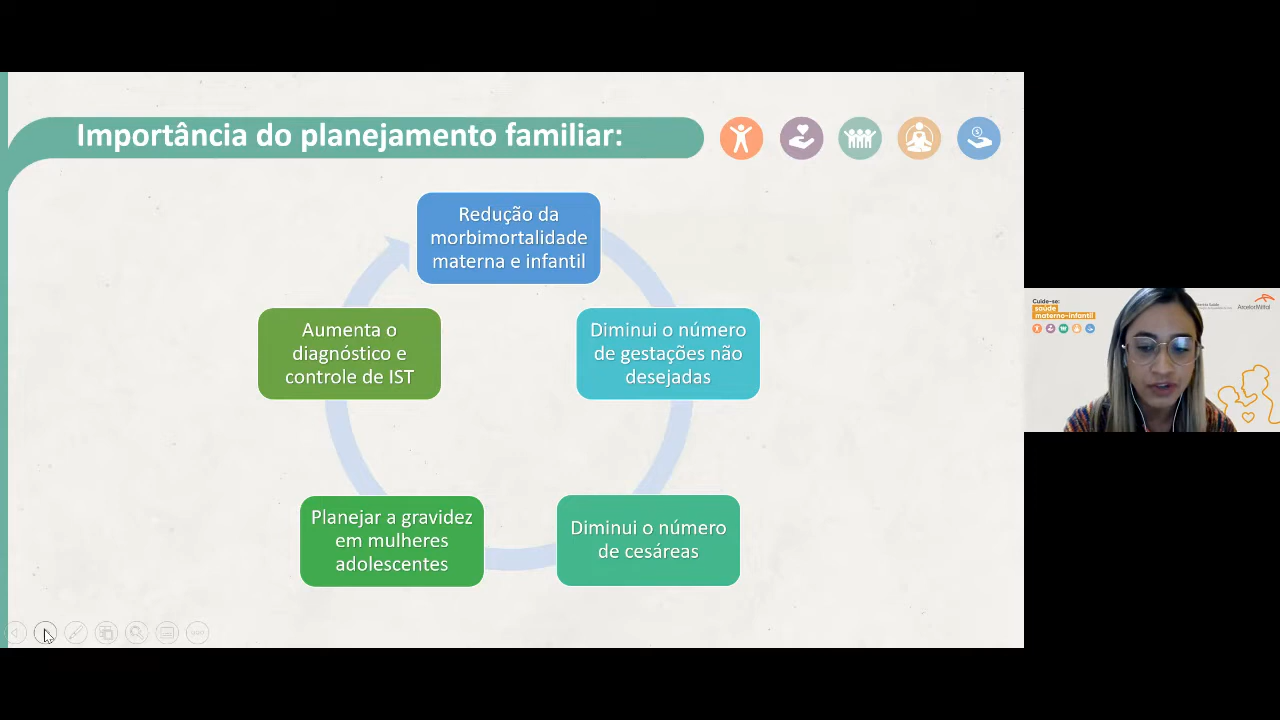 Importância do planejamento familiar:
Redução da
morbimortalidade
materna e infantil
Diminui o número
de gestações não
desejadas
Diminui o número
de cesáreas
Planejar a gravidez
em mulheres
adolescentes
Aumenta o
diagnóstico e
controle de IST
Cuide-se:
saúde
materno-infantil
ArcelorMittal